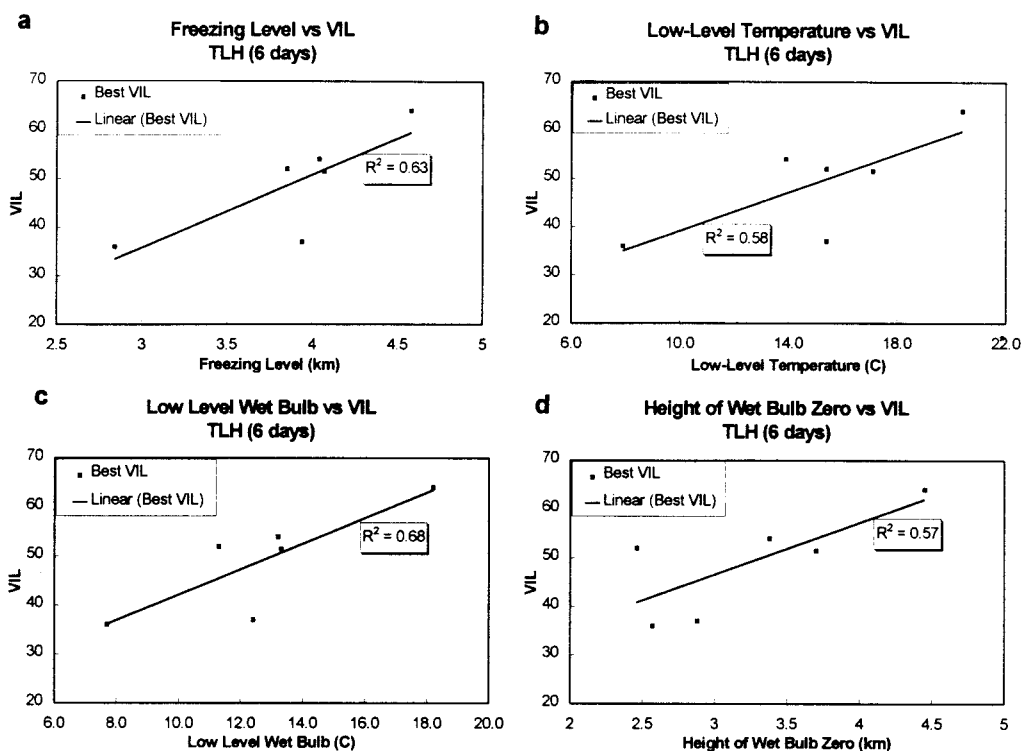 a
Freezing Level vs VIL
TLH (6 days)
70
60
50
40
30
20
VIL
Best VIL
Linear (Best VIL)
R² = 0.63
2.5 3 3.5 4 4.5 5
Freezing Level (km)
b
Low-Level Temperature vs VIL
TLH (6 days)
70
60
50
40
30
20
VIL
Best VIL
Linear (Best VIL)
R² = 0.58
6.0 10.0 14.0 18.0 22.0
Low-Level Temperature (C)
c
Low Level Wet Bulb vs VIL
TLH (6 days)
70
60
50
40
30
20
VIL
Best VIL
Linear (Best VIL)
R² = 0.68
6.0 8.0 10.0 12.0 14.0 16.0 18.0 20.0
Low Level Wet Bulb (C)
d
Height of Wet Bulb Zero vs VIL
TLH (6 days)
70
60
50
40
30
20
VIL
Best VIL
Linear (Best VIL)
R² = 0.57
2 2.5 3 3.5 4 4.5 5
Height of Wet Bulb Zero (km)